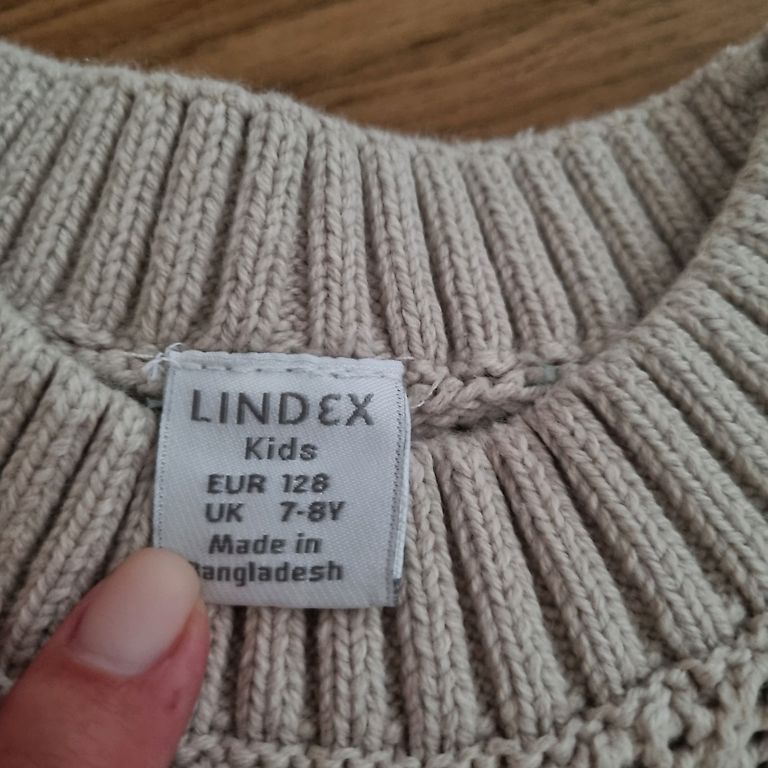 LINDEX
Kids
EUR 128
UK 7-8Y
Made in
angladesh